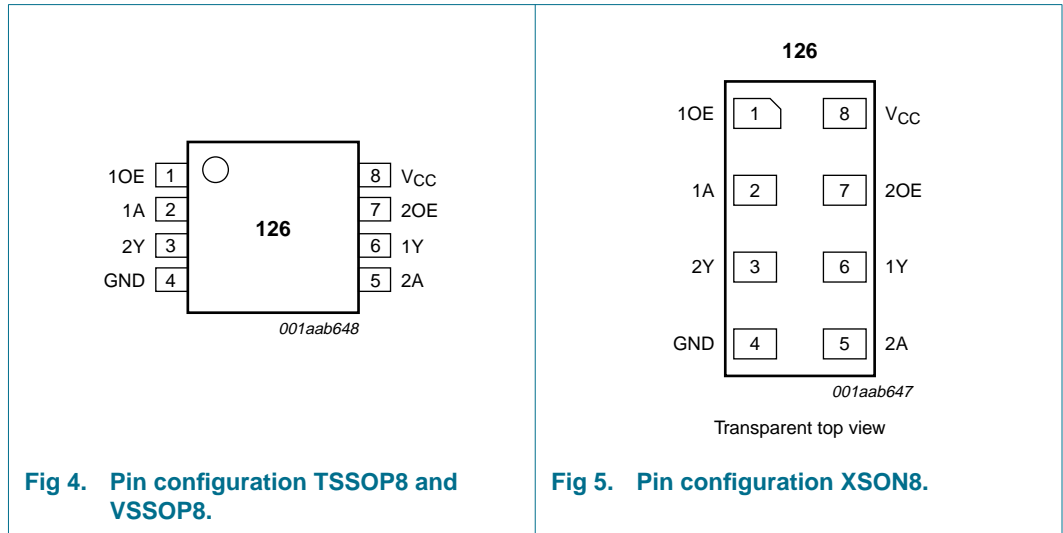 1OE 1 8 VCC
1A 2 7 2OE
126
2Y 3 6 1Y
GND 4 5 2A
001aab648
Fig 4. Pin configuration TSSOP8 and
VSSOP8.
126
1OE 1 8 VCC
1A 2 7 2OE
2Y 3 6 1Y
GND 4 5 2A
001aab647
Transparent top view
Fig 5. Pin configuration XSON8.